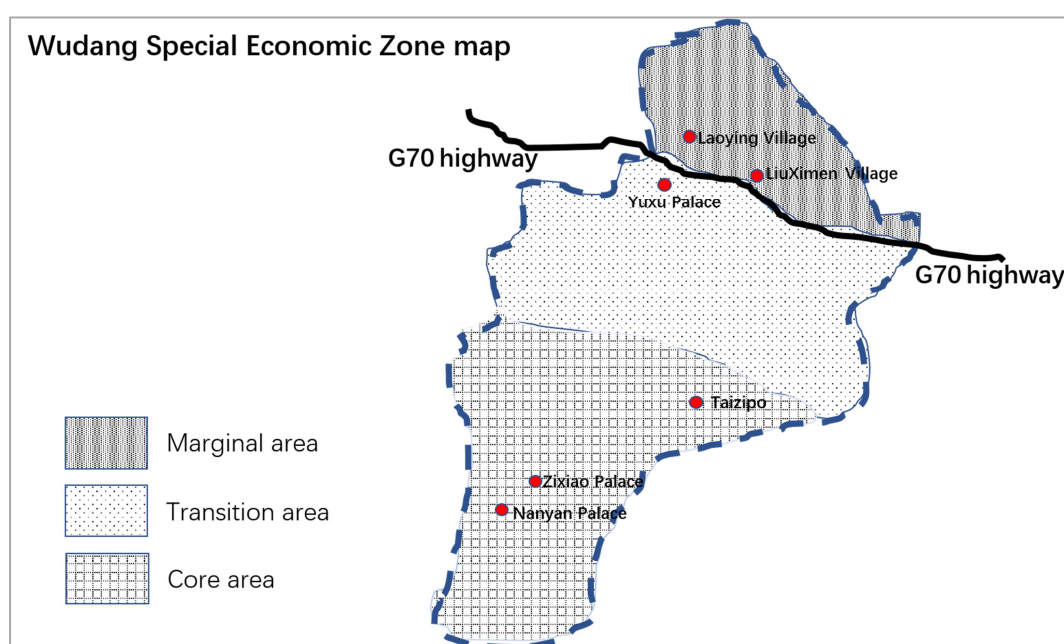 Wudang Special Economic Zone map
G70 highway
Laoying Village
LiuXimen Village
Yuxu Palace
G70 highway
Taizipo
Zixiao Palace
Nanyan Palace
Marginal area
Transition area
Core area